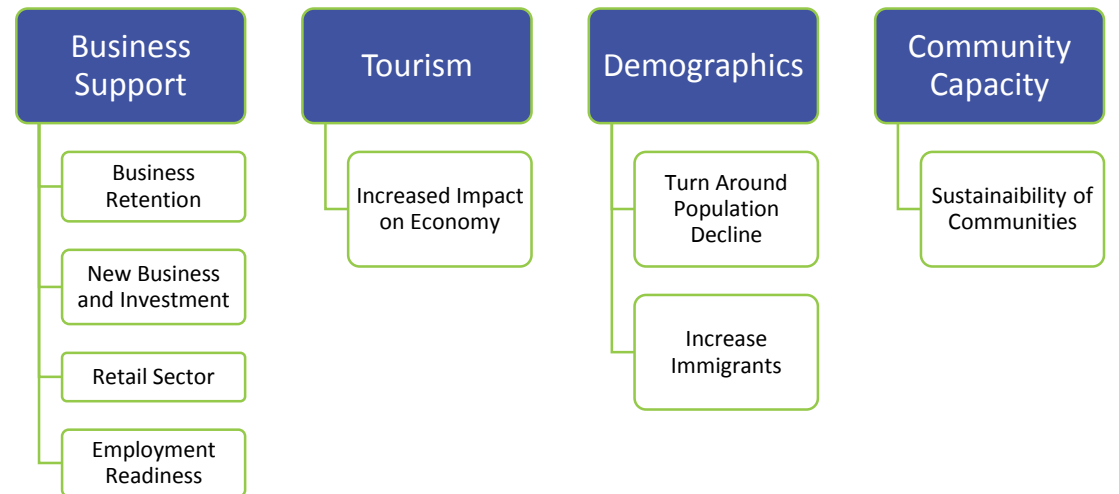 Business
Support
Business
Retention
New Business
and Investment
Retail Sector
Employment
Readiness
Tourism
Increased Impact
on Economy
Demographics
Turn Around
Population
Decline
Increase
Immigrants
Community
Capacity
Sustainaibility of
Communities